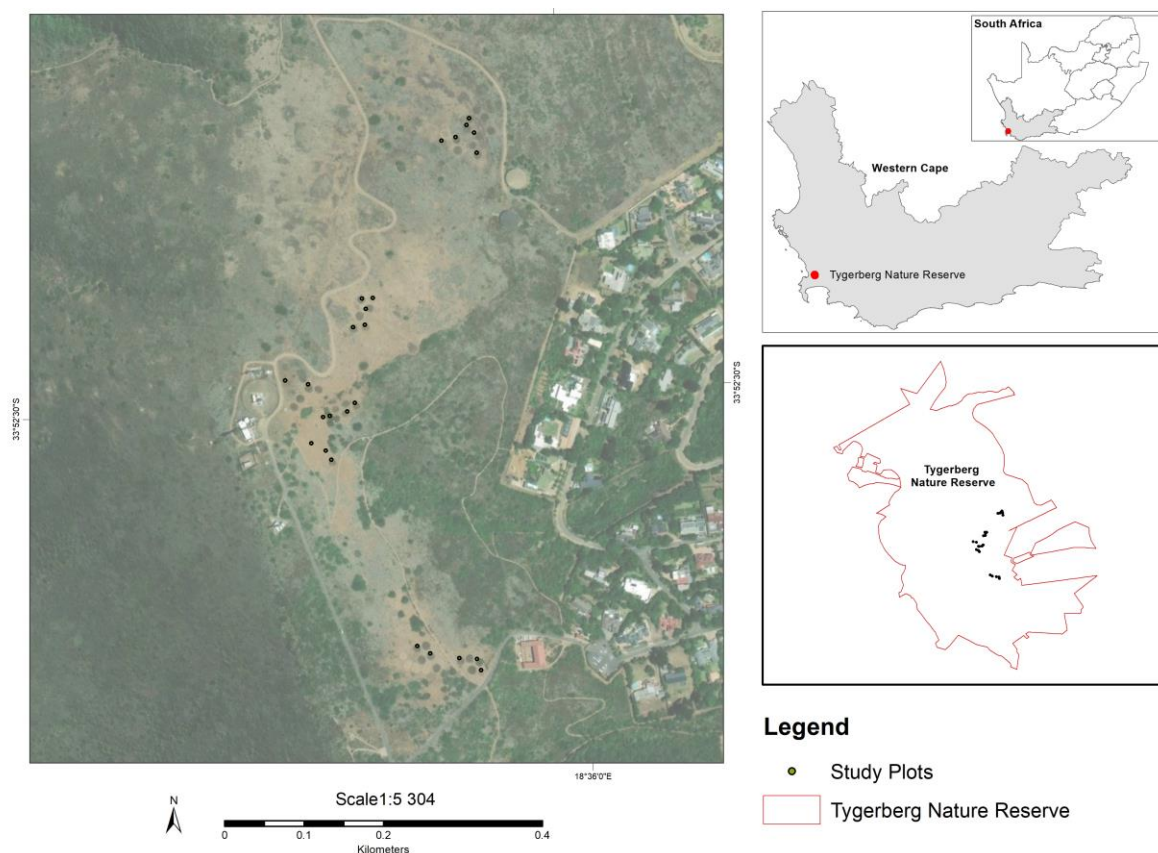 South Africa
Western Cape
Tygerberg Nature Reserve
33°52'30"S
33°52'30"S
Tygerberg
Nature Reserve
18°36'0"E
Legend
Study Plots
Tygerberg Nature Reserve
N
Scale1:5 304
0 0.1 0.2 0.4
Kilometers